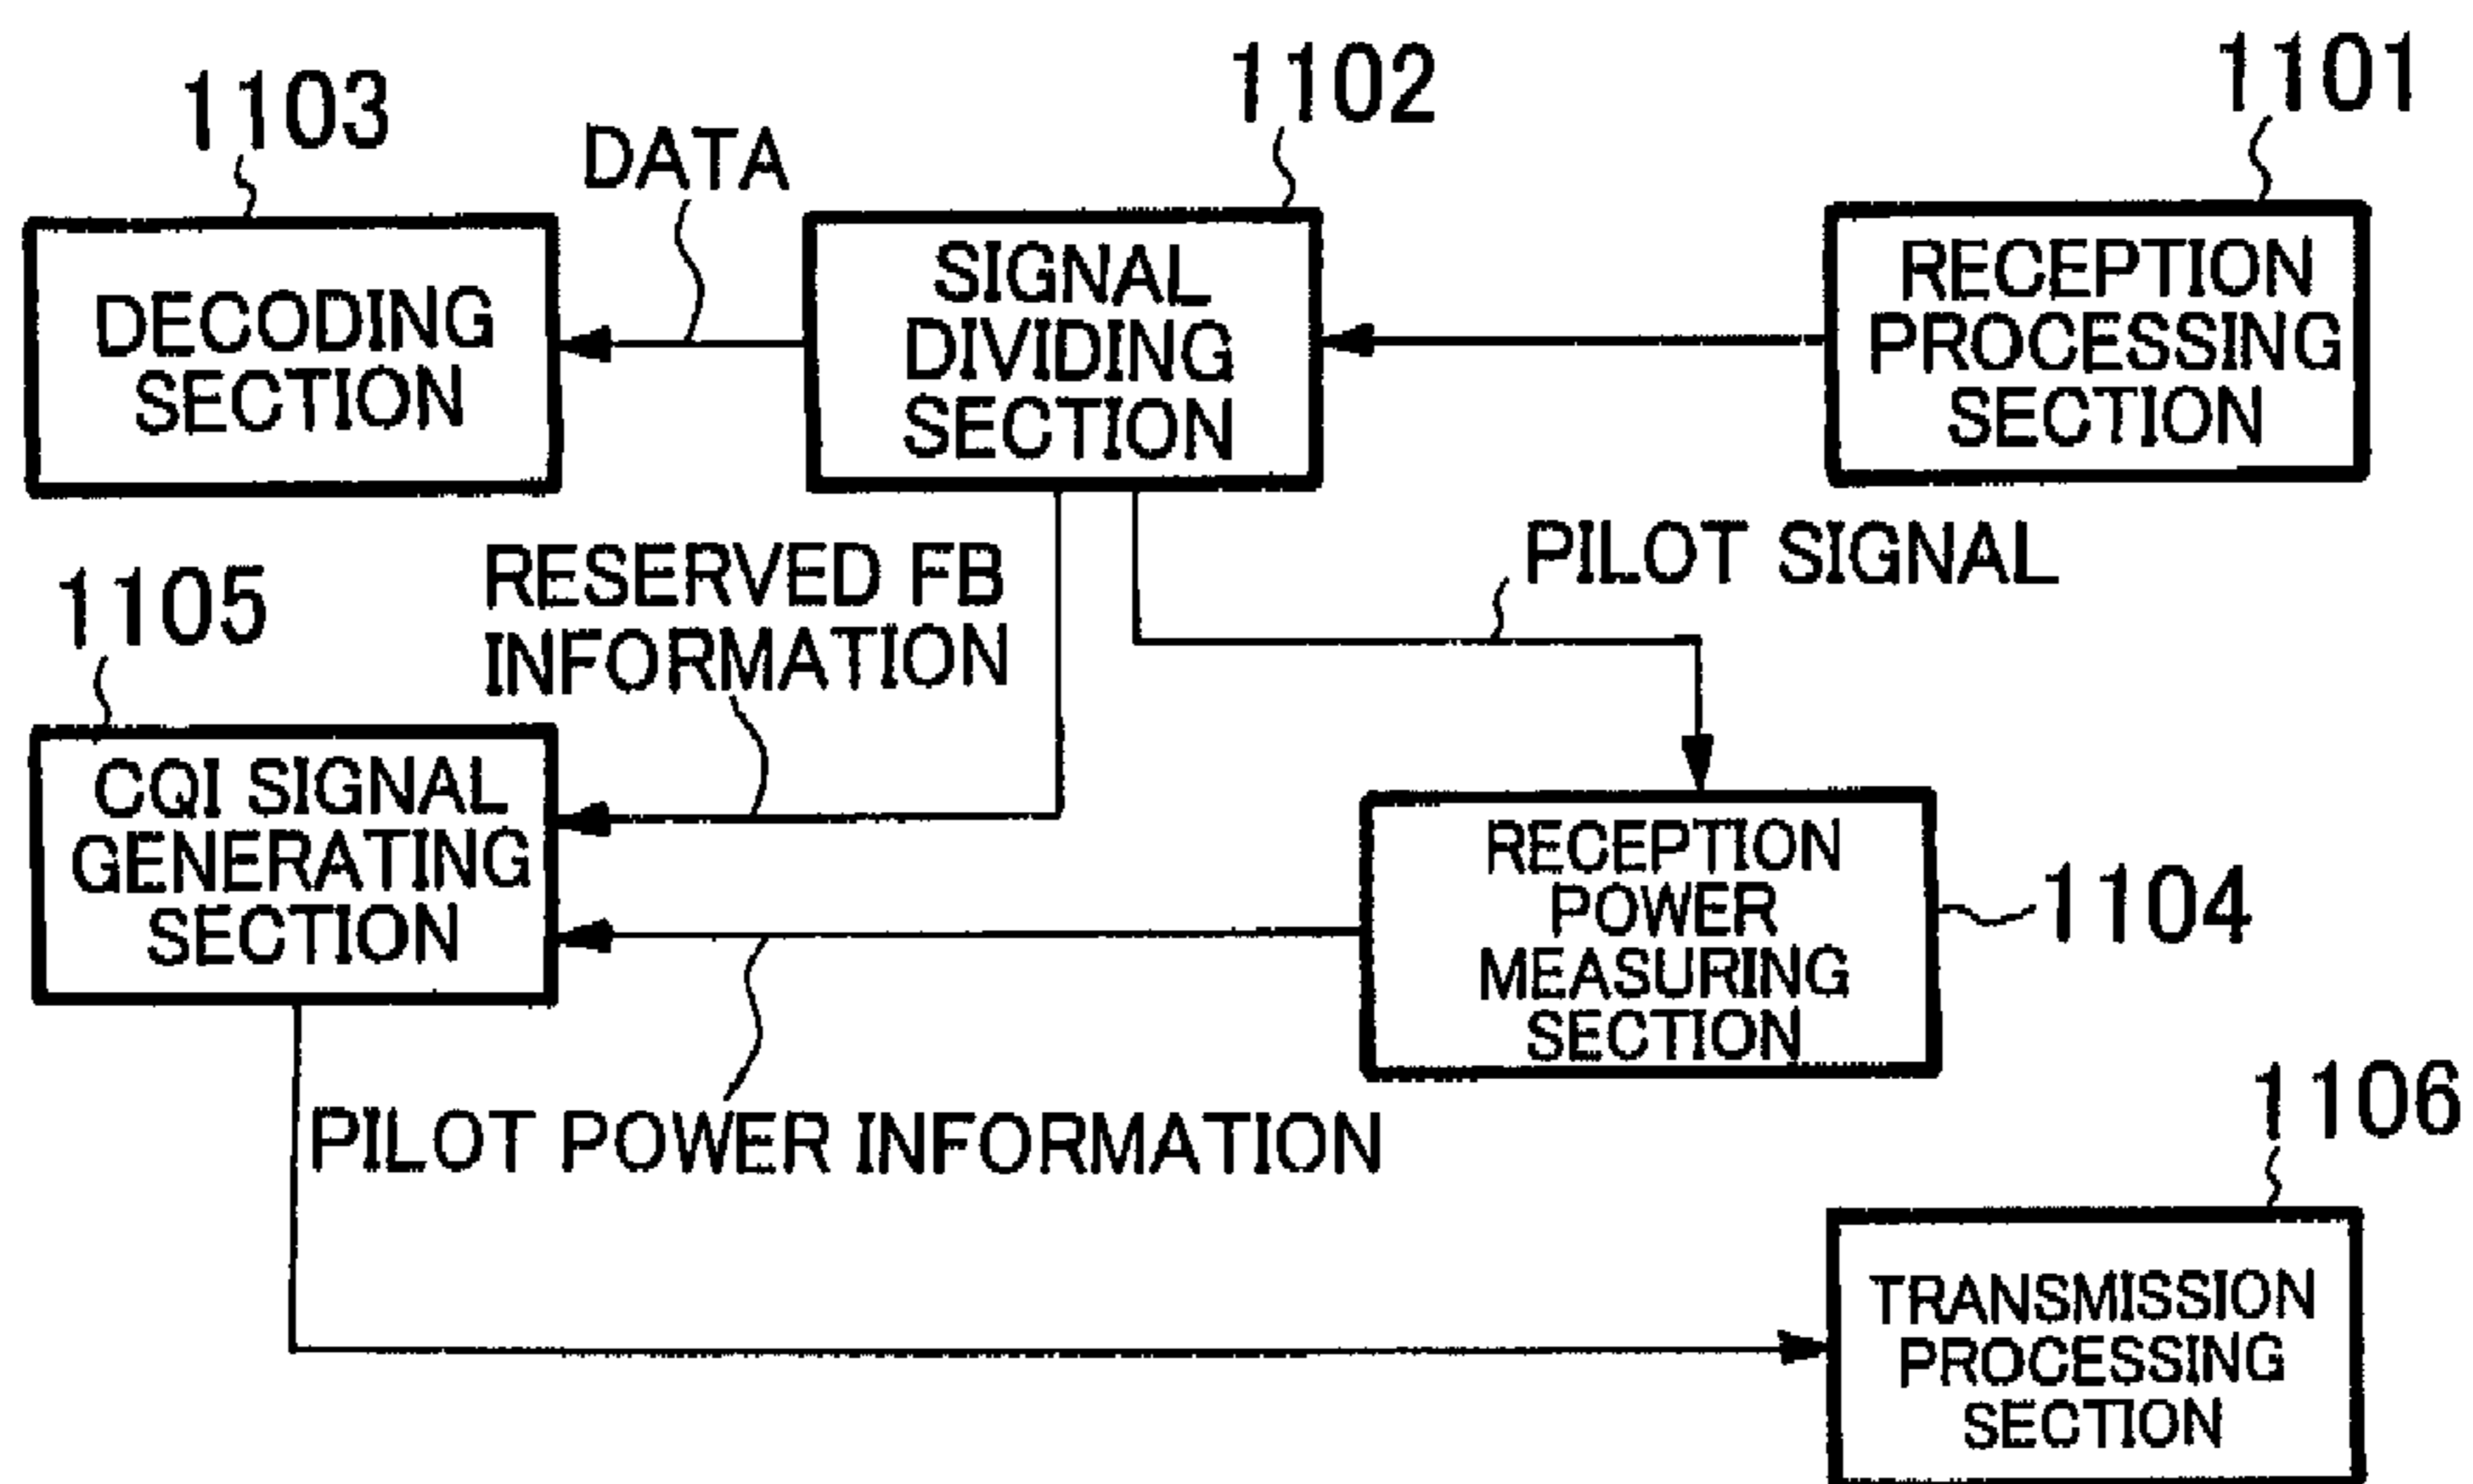 1103
DATA
1102
1101
DECODING
SECTION
SIGNAL
DIVIDING
SECTION
RECEPTION
PROCESSING
SECTION
1105
RESERVED FB
INFORMATION
PILOT SIGNAL
CQI SIGNAL
GENERATING
SECTION
RECEPTION
POWER
MEASURING
SECTION
1104
PILOT POWER INFORMATION
1106
TRANSMISSION
PROCESSING
SECTION